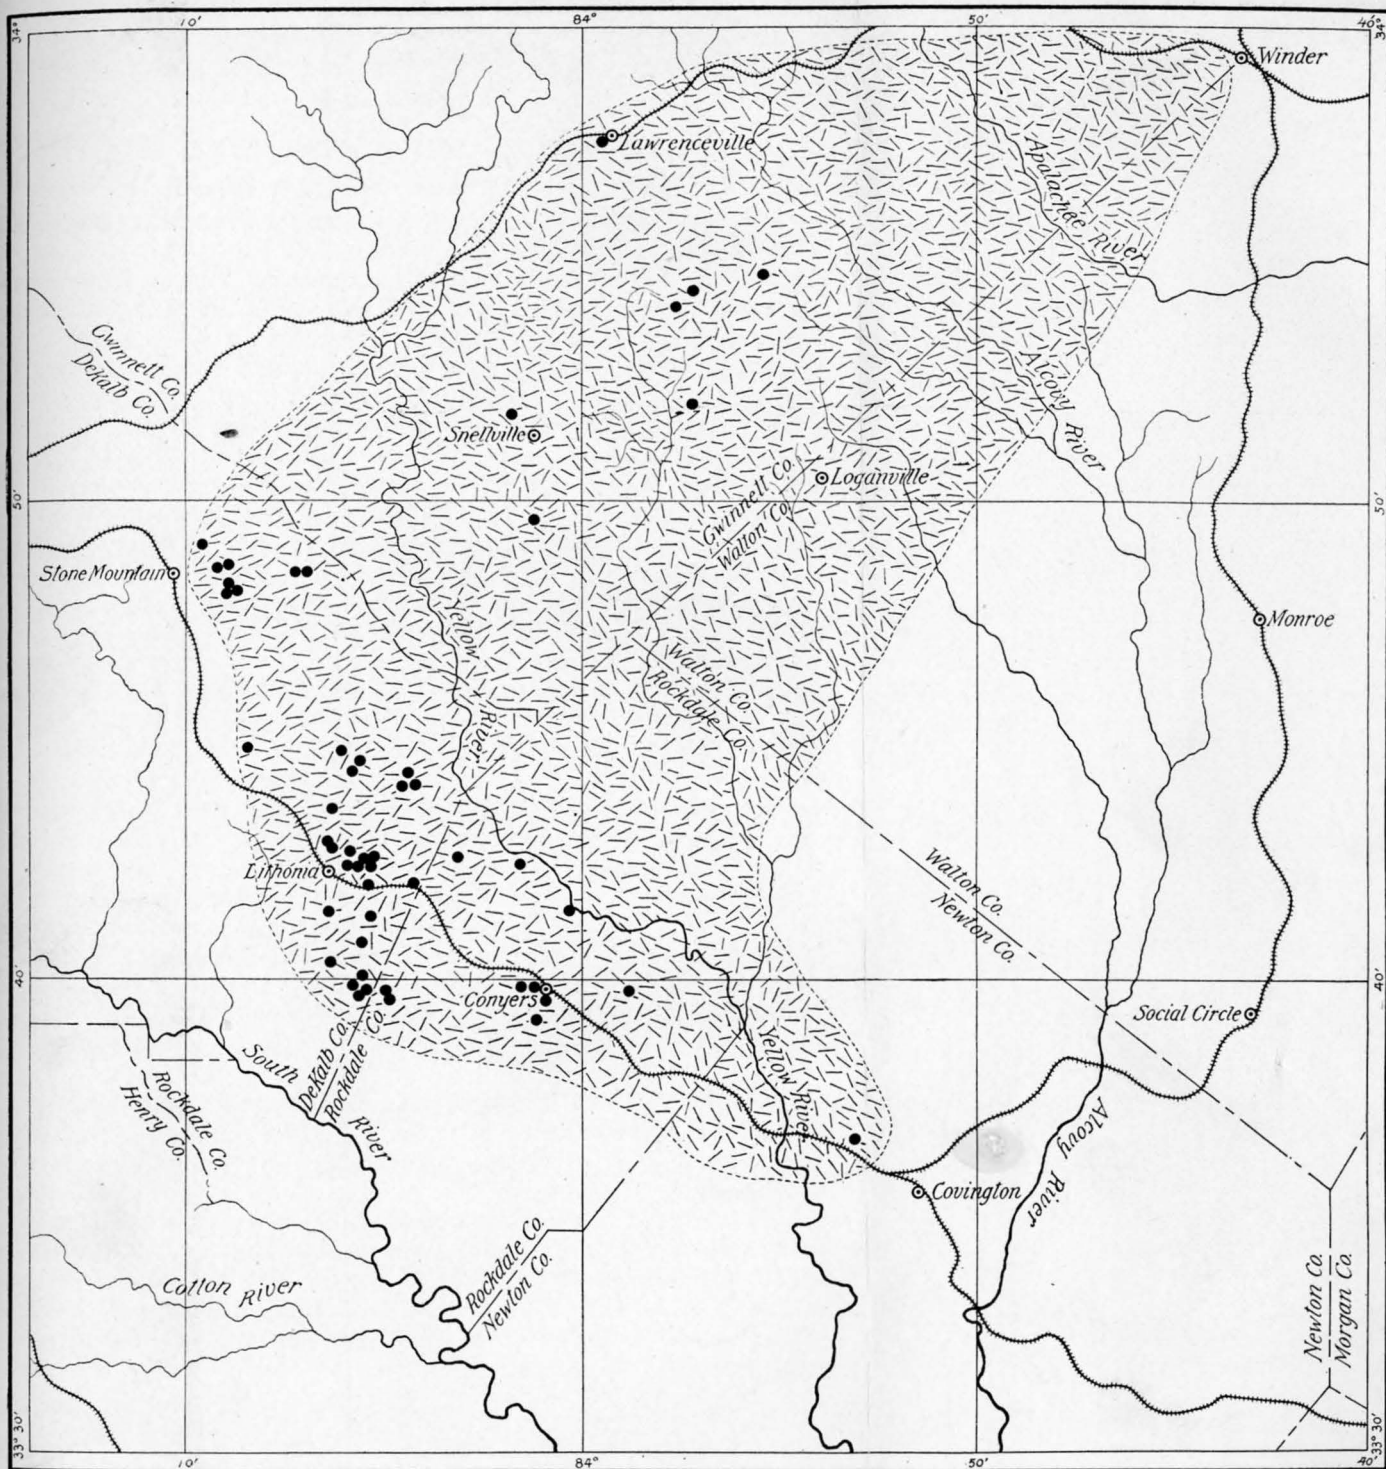 10'
84°
50'
46'
34°
34°
Winder
Lawrenceville
Apalachee River
Gwinnett Co.
DeKalb Co.
Alcovy
River
Snellville
Loganville
Gwinnett Co.
Walton Co.
50'
50'
Stone Mountain
Yellow
River
Monroe
Walton Co.
Rockdale Co.
Lithonia
Walton Co.
Newton Co.
40'
40'
Conyers
Social Circle
South
River
DeKalb Co.
Rockdale Co.
Rockdale Co.
Henry Co.
Yellow River
Alcovy
River
Covington
Rockdale Co.
Newton Co.
Cotton River
Newton Co.
Morgan Co.
33° 30'
33° 30'
10'
84°
50'
40'